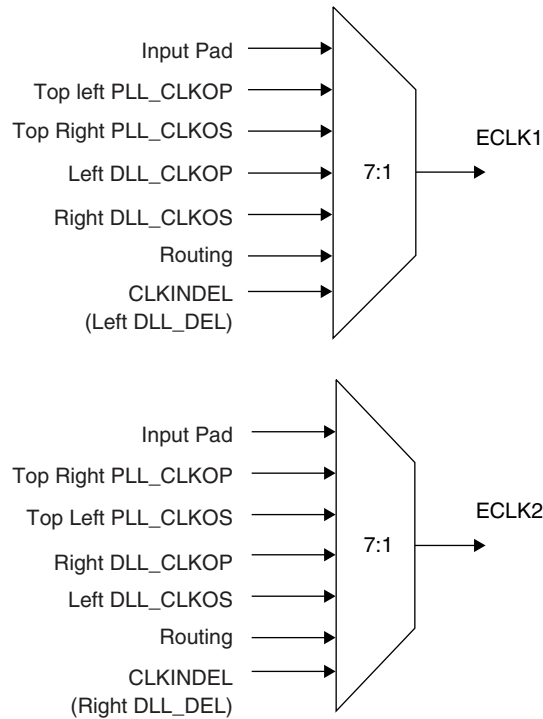 Input Pad
Top left PLL_CLKOP
Top Right PLL_CLKOS
Left DLL_CLKOP
Right DLL_CLKOS
Routing
CLKINDEL
(Left DLL_DEL)
7:1
ECLK1
Input Pad
Top Right PLL_CLKOP
Top Left PLL_CLKOS
Right DLL_CLKOP
Left DLL_CLKOS
Routing
CLKINDEL
(Right DLL_DEL)
7:1
ECLK2